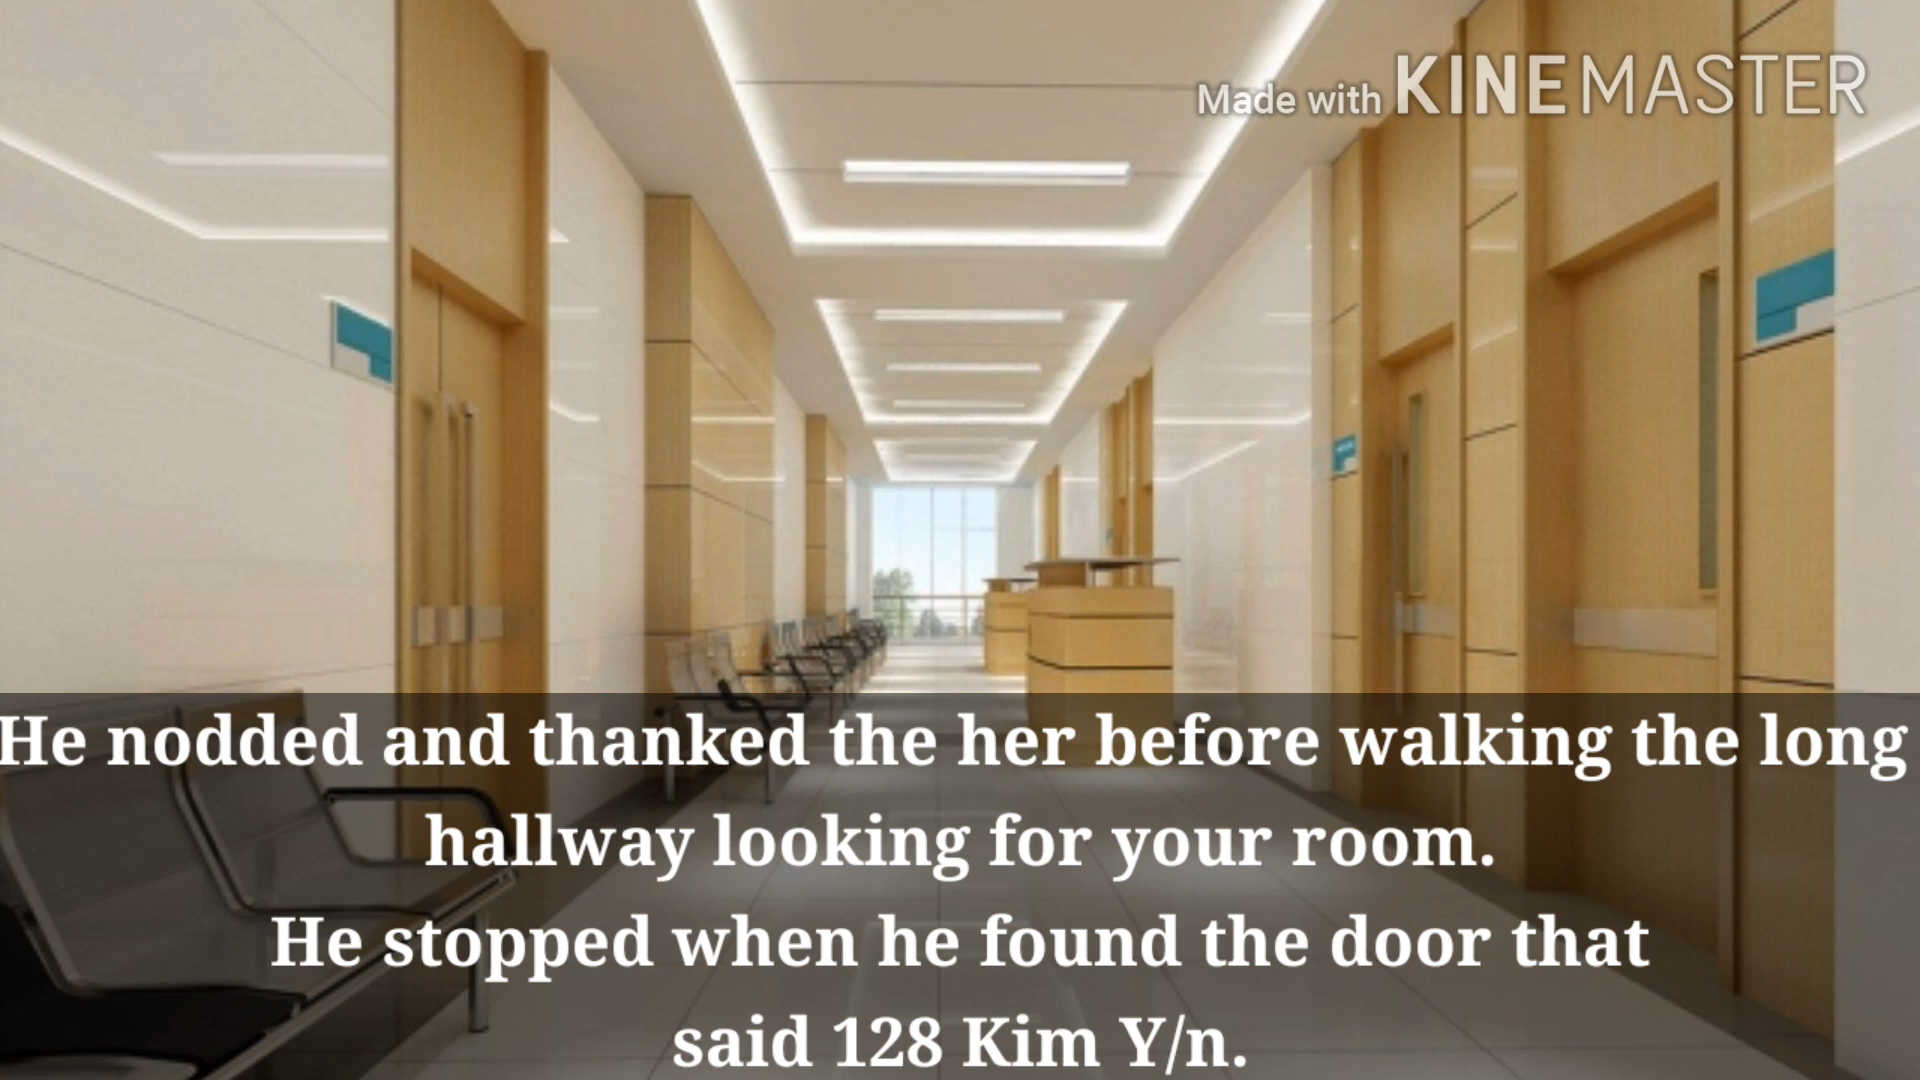 Made with KINEMASTER
He nodded and thanked the her before walking the long
hallway looking for your room.
He stopped when he found the door that
said 128 Kim Y/n.